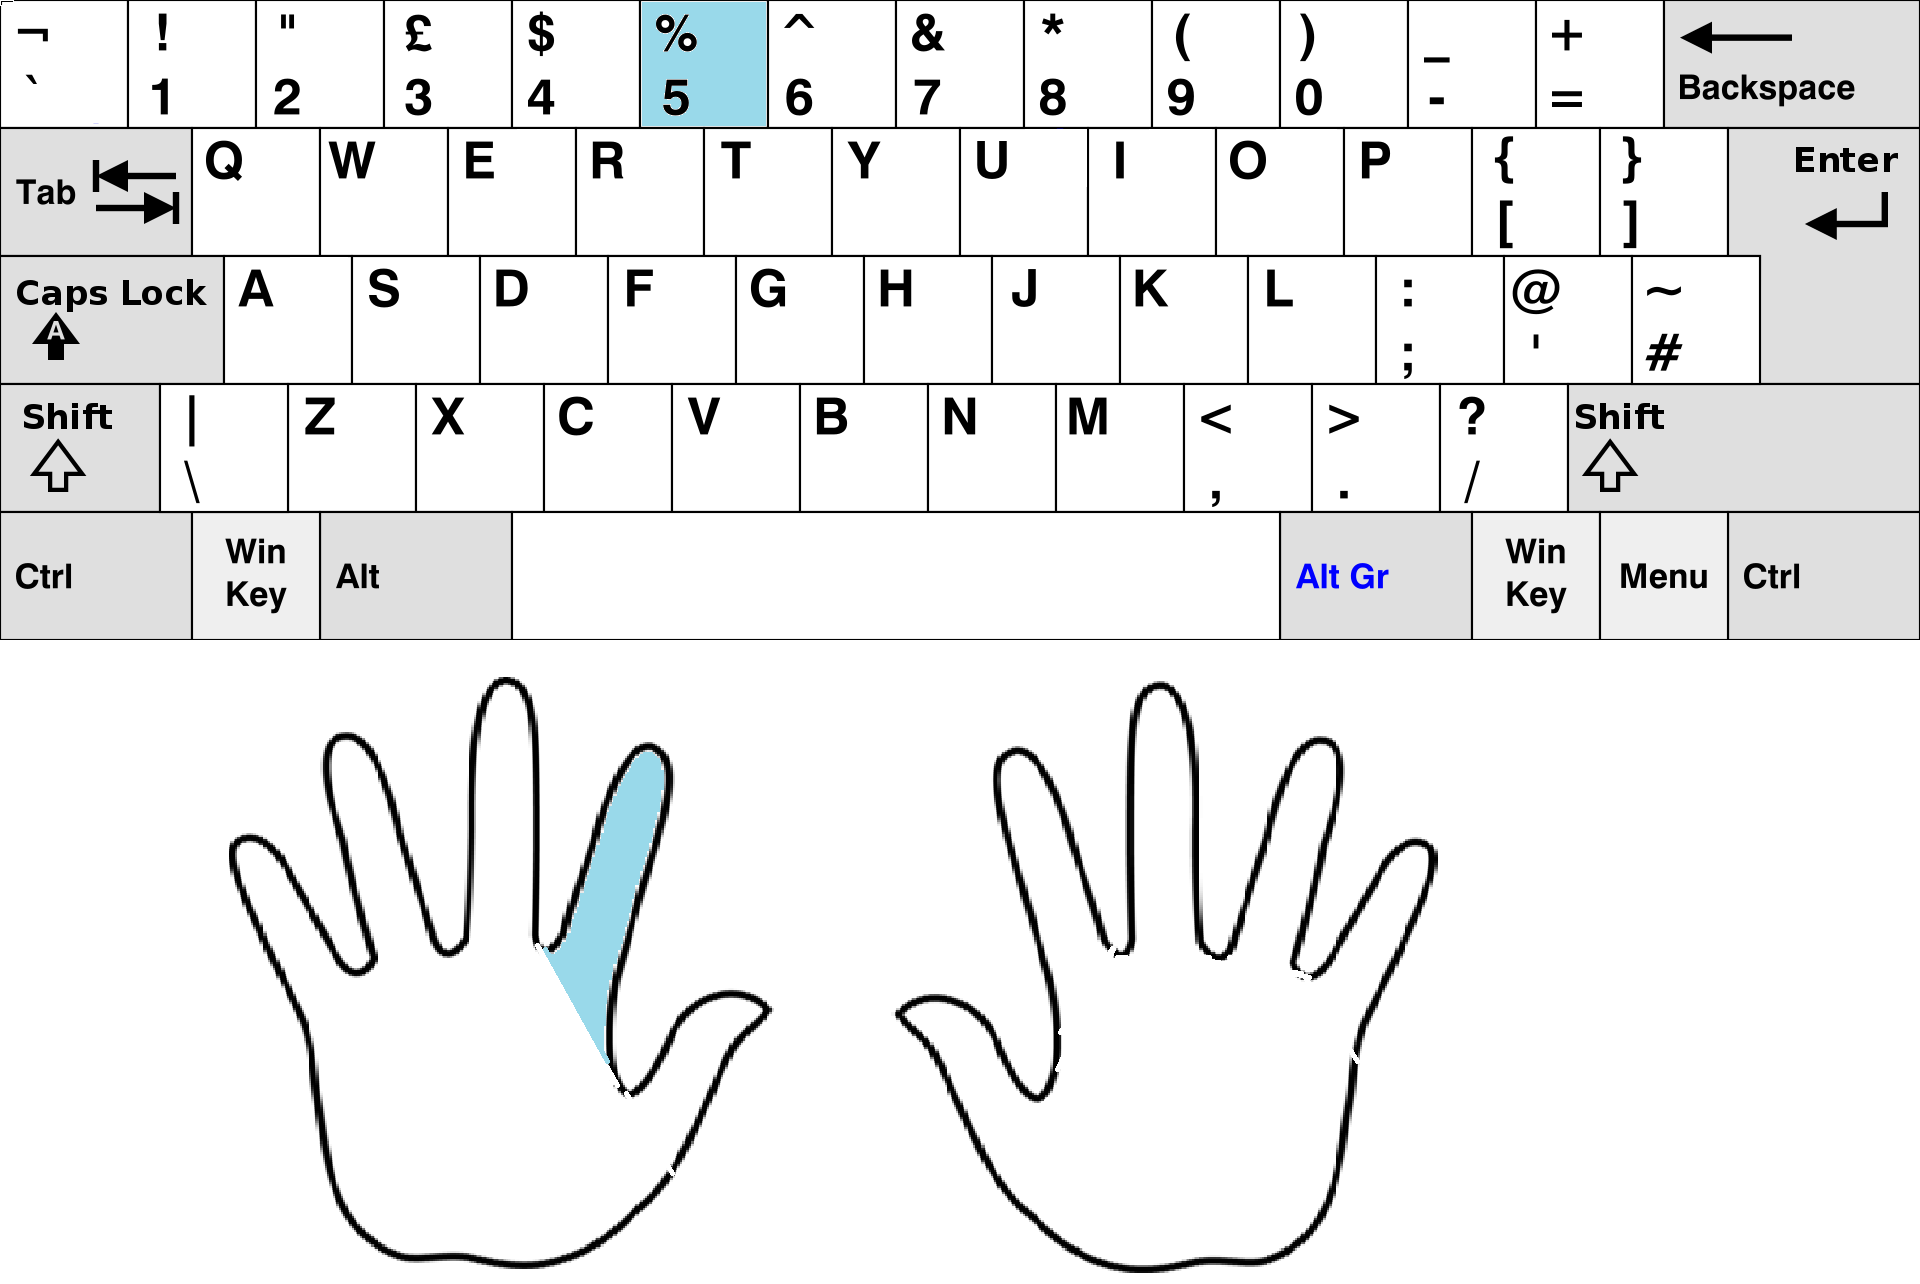 ¬ ! " £ $ % ^ & * ( ) _ +
` 1 2 3 4 5 6 7 8 9 0 - = Backspace
Tab Q W E R T Y U I O P { } Enter
[ ]
Caps Lock A S D F G H J K L : @ ~
A ; ' #
Shift | Z X C V B N M < > ? Shift
\ , . /
Ctrl Win Key Alt Alt Gr Win Key Menu Ctrl